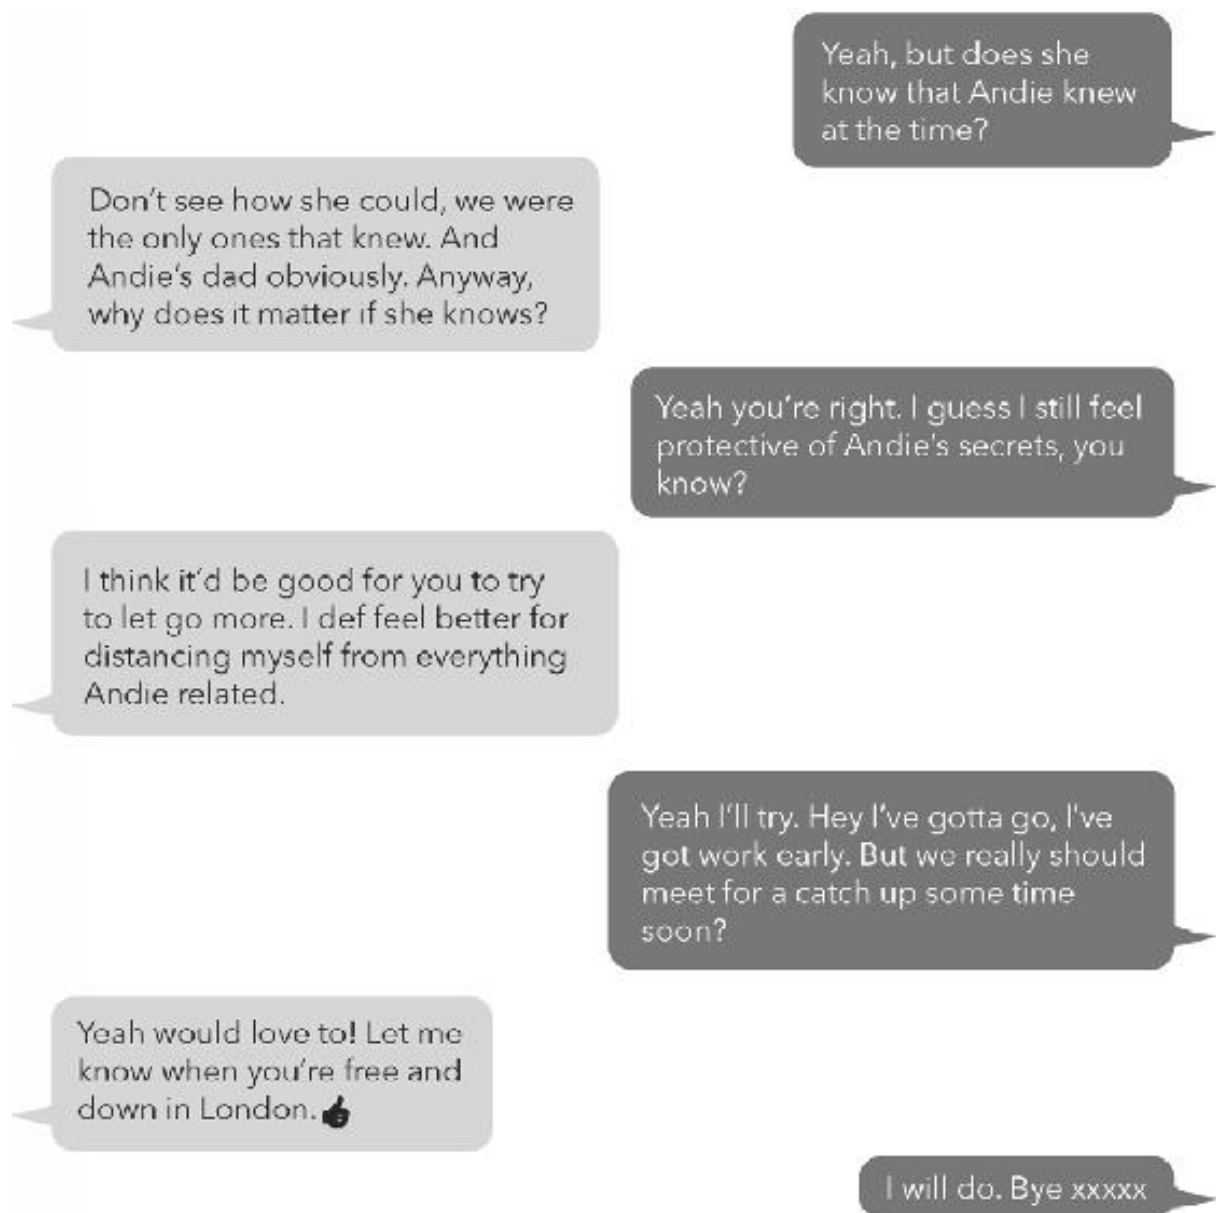 Yeah, but does she
know that Andie knew
at the time?
Don't see how she could, we were
the only ones that knew. And
Andie's dad obviously. Anyway,
why does it matter if she knows?
Yeah you're right. I guess I still feel
protective of Andie's secrets, you
know?
I think it'd be good for you to try
to let go more. I def feel better for
distancing myself from everything
Andie related.
Yeah I'll try. Hey I've gotta go, I've
got work early. But we really should
meet for a catch up some time
soon?
Yeah would love to! Let me
know when you're free and
down in London.👍
I will do. Bye xxxxx